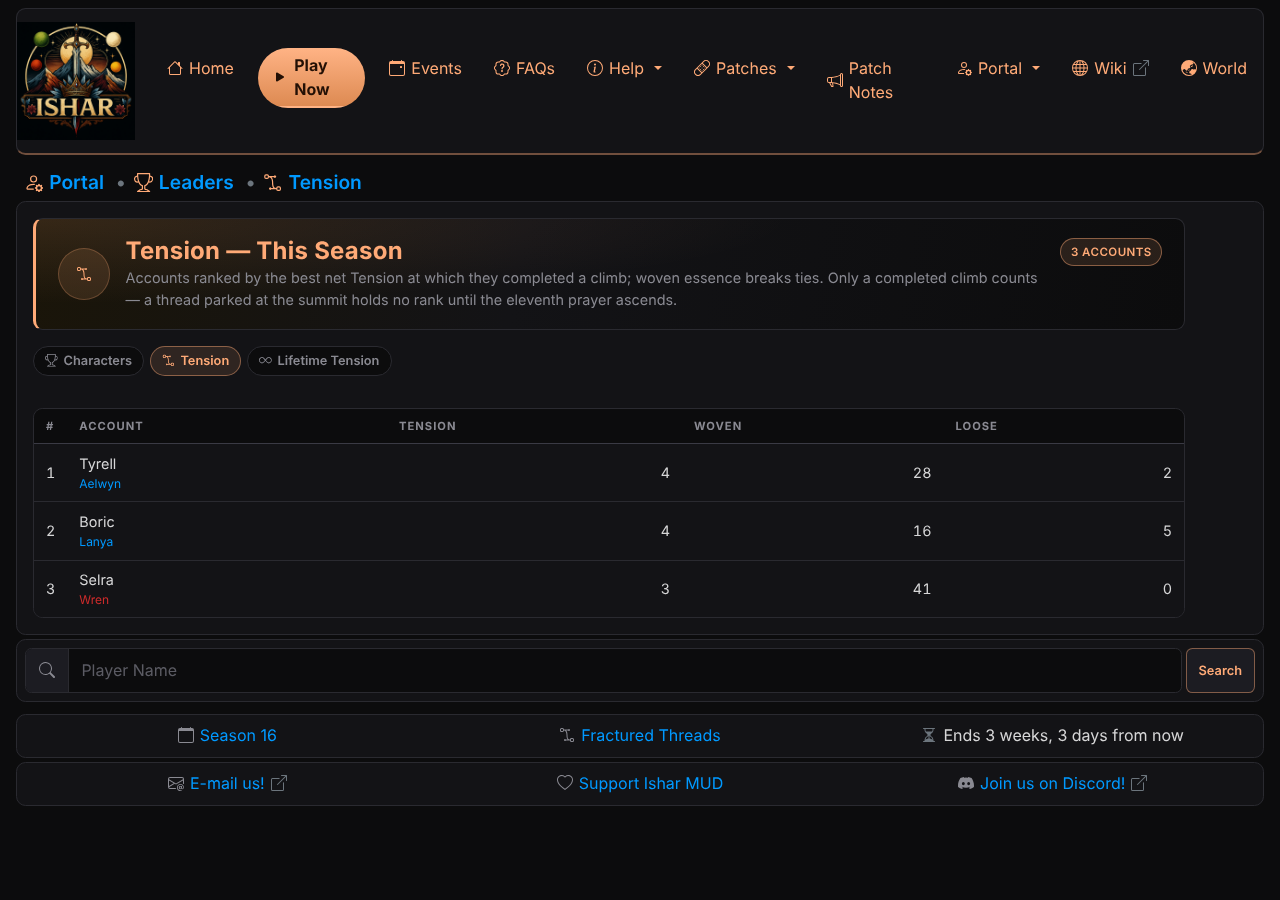 ISHAR
Home
Play Now
Events
FAQs
Help
Patches
Patch Notes
Portal
Wiki
World
Portal • Leaders • Tension
Tension — This Season
3 ACCOUNTS
Accounts ranked by the best net Tension at which they completed a climb; woven essence breaks ties. Only a completed climb counts
— a thread parked at the summit holds no rank until the eleventh prayer ascends.
Characters
Tension
Lifetime Tension
# ACCOUNT TENSION WOVEN LOOSE
1 Tyrell 4 28 2
Aelwyn
2 Boric 4 16 5
Lanya
3 Selra 3 41 0
Wren
Player Name
Search
Season 16
Fractured Threads
Ends 3 weeks, 3 days from now
E-mail us!
Support Ishar MUD
Join us on Discord!